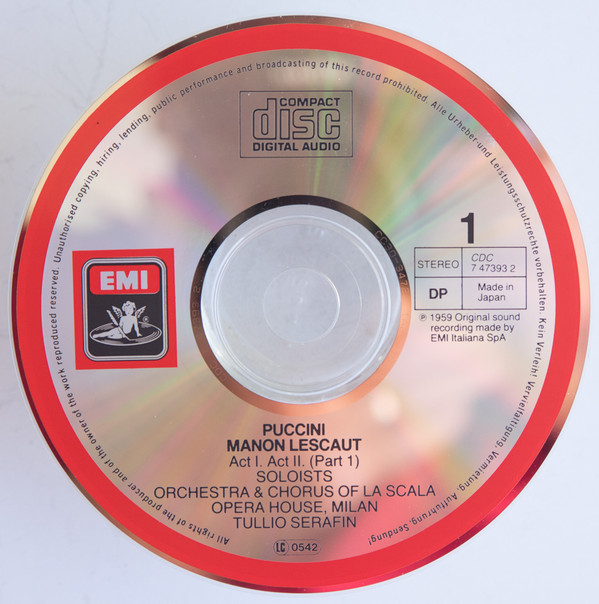 All rights of the producer and of the owner of the work reproduced reserved. Unauthorised copying, hiring, lending, public performance and broadcasting of this record prohibited. Alle Urheber-und Leistungsschutzrechte vorbehalten. Kein Verleih! Vervielfältigung, Vermietung, Aufführung, Sendung!
COMPACT
disc
DIGITAL AUDIO
1
STEREO
CDC
7 47393 2
DP
Made in
Japan
℗ 1959 Original sound
recording made by
EMI Italiana SpA
EMI
PUCCINI
MANON LESCAUT
Act I. Act II. (Part 1)
SOLOISTS
ORCHESTRA & CHORUS OF LA SCALA
OPERA HOUSE, MILAN
TULLIO SERAFIN
LC 0542